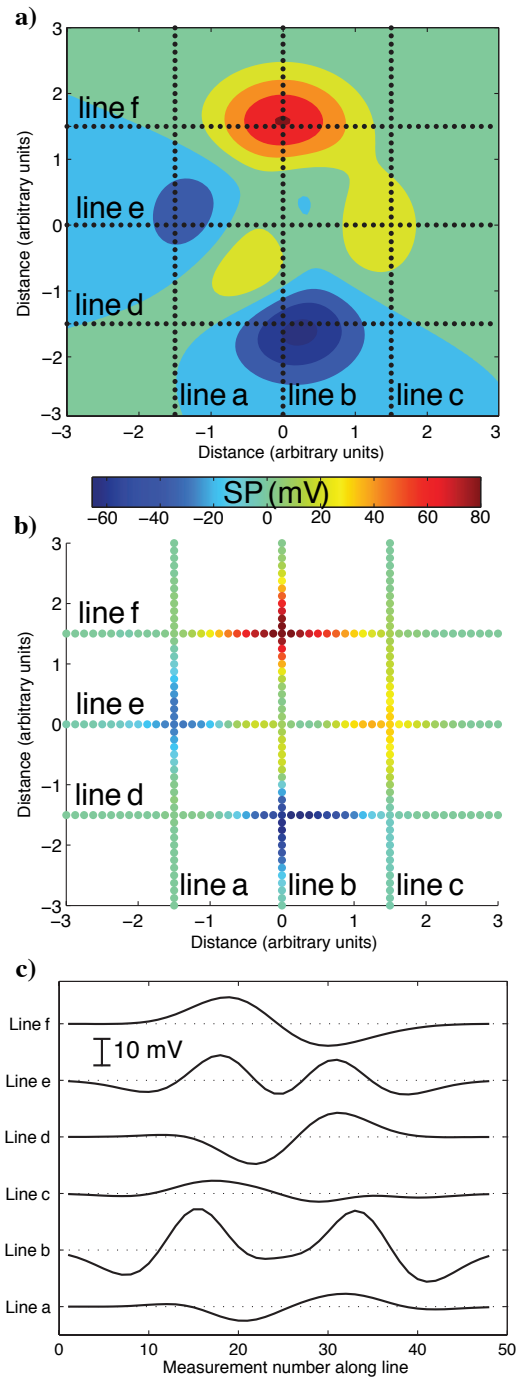 a)
3
2
line f
1
line e
0
−1
line d
−2
line a
line b
line c
−3
−3
−2
−1
0
1
2
3
Distance (arbitrary units)
Distance (arbitrary units)
SP (mV)
−60
−40
−20
0
20
40
60
80
b)
3
2
line f
1
line e
0
−1
line d
−2
line a
line b
line c
−3
−3
−2
−1
0
1
2
3
Distance (arbitrary units)
Distance (arbitrary units)
c)
Line f
10 mV
Line e
Line d
Line c
Line b
Line a
0
10
20
30
40
50
Measurement number along line